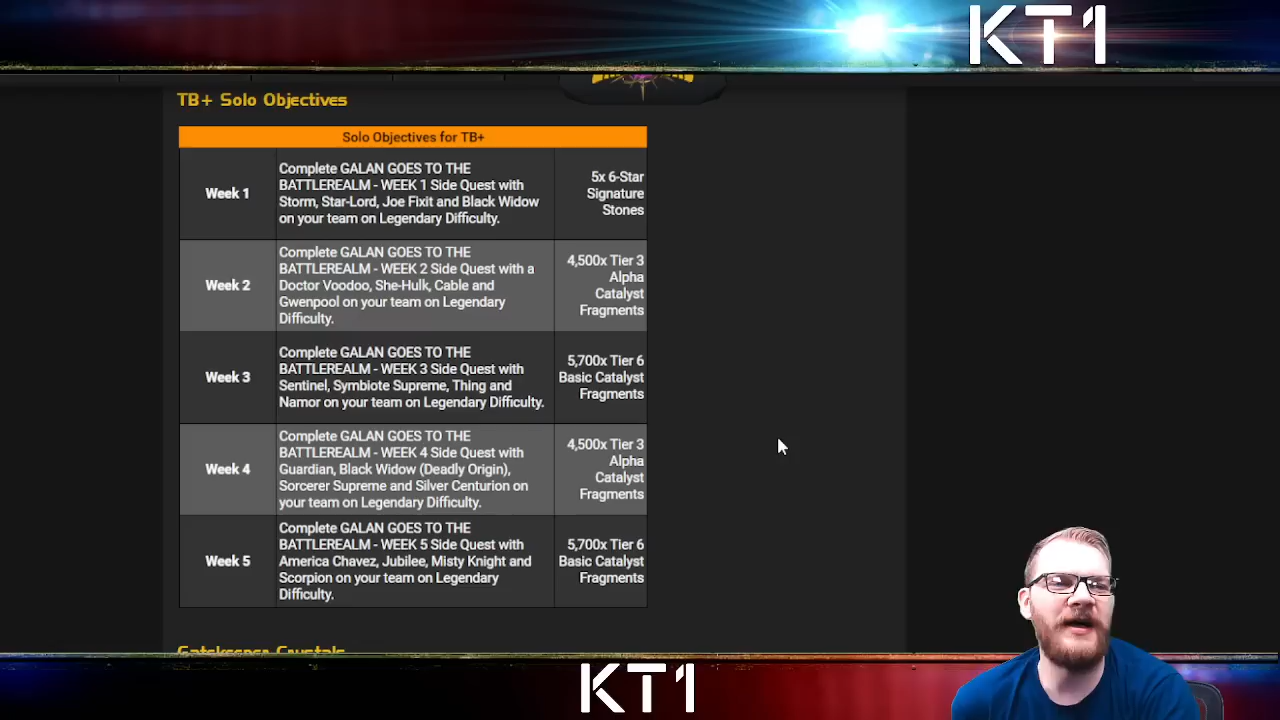 KT1
TB+ Solo Objectives
Solo Objectives for TB+
Week 1
Complete GALAN GOES TO THE
BATTLEREALM - WEEK 1 Side Quest with
Storm, Star-Lord, Joe Fixit and Black Widow
on your team on Legendary Difficulty.
5x 6-Star
Signature
Stones
Week 2
Complete GALAN GOES TO THE
BATTLEREALM - WEEK 2 Side Quest with a
Doctor Voodoo, She-Hulk, Cable and
Gwenpool on your team on Legendary
Difficulty.
4,500x Tier 3
Alpha
Catalyst
Fragments
Week 3
Complete GALAN GOES TO THE
BATTLEREALM - WEEK 3 Side Quest with
Sentinel, Symbiote Supreme, Thing and
Namor on your team on Legendary Difficulty.
5,700x Tier 6
Basic Catalyst
Fragments
Week 4
Complete GALAN GOES TO THE
BATTLEREALM - WEEK 4 Side Quest with
Guardian, Black Widow (Deadly Origin),
Sorcerer Supreme and Silver Centurion on
your team on Legendary Difficulty.
4,500x Tier 3
Alpha
Catalyst
Fragments
Week 5
Complete GALAN GOES TO THE
BATTLEREALM - WEEK 5 Side Quest with
America Chavez, Jubilee, Misty Knight and
Scorpion on your team on Legendary
Difficulty.
5,700x Tier 6
Basic Catalyst
Fragments
Gatekeeper Crystals
KT1